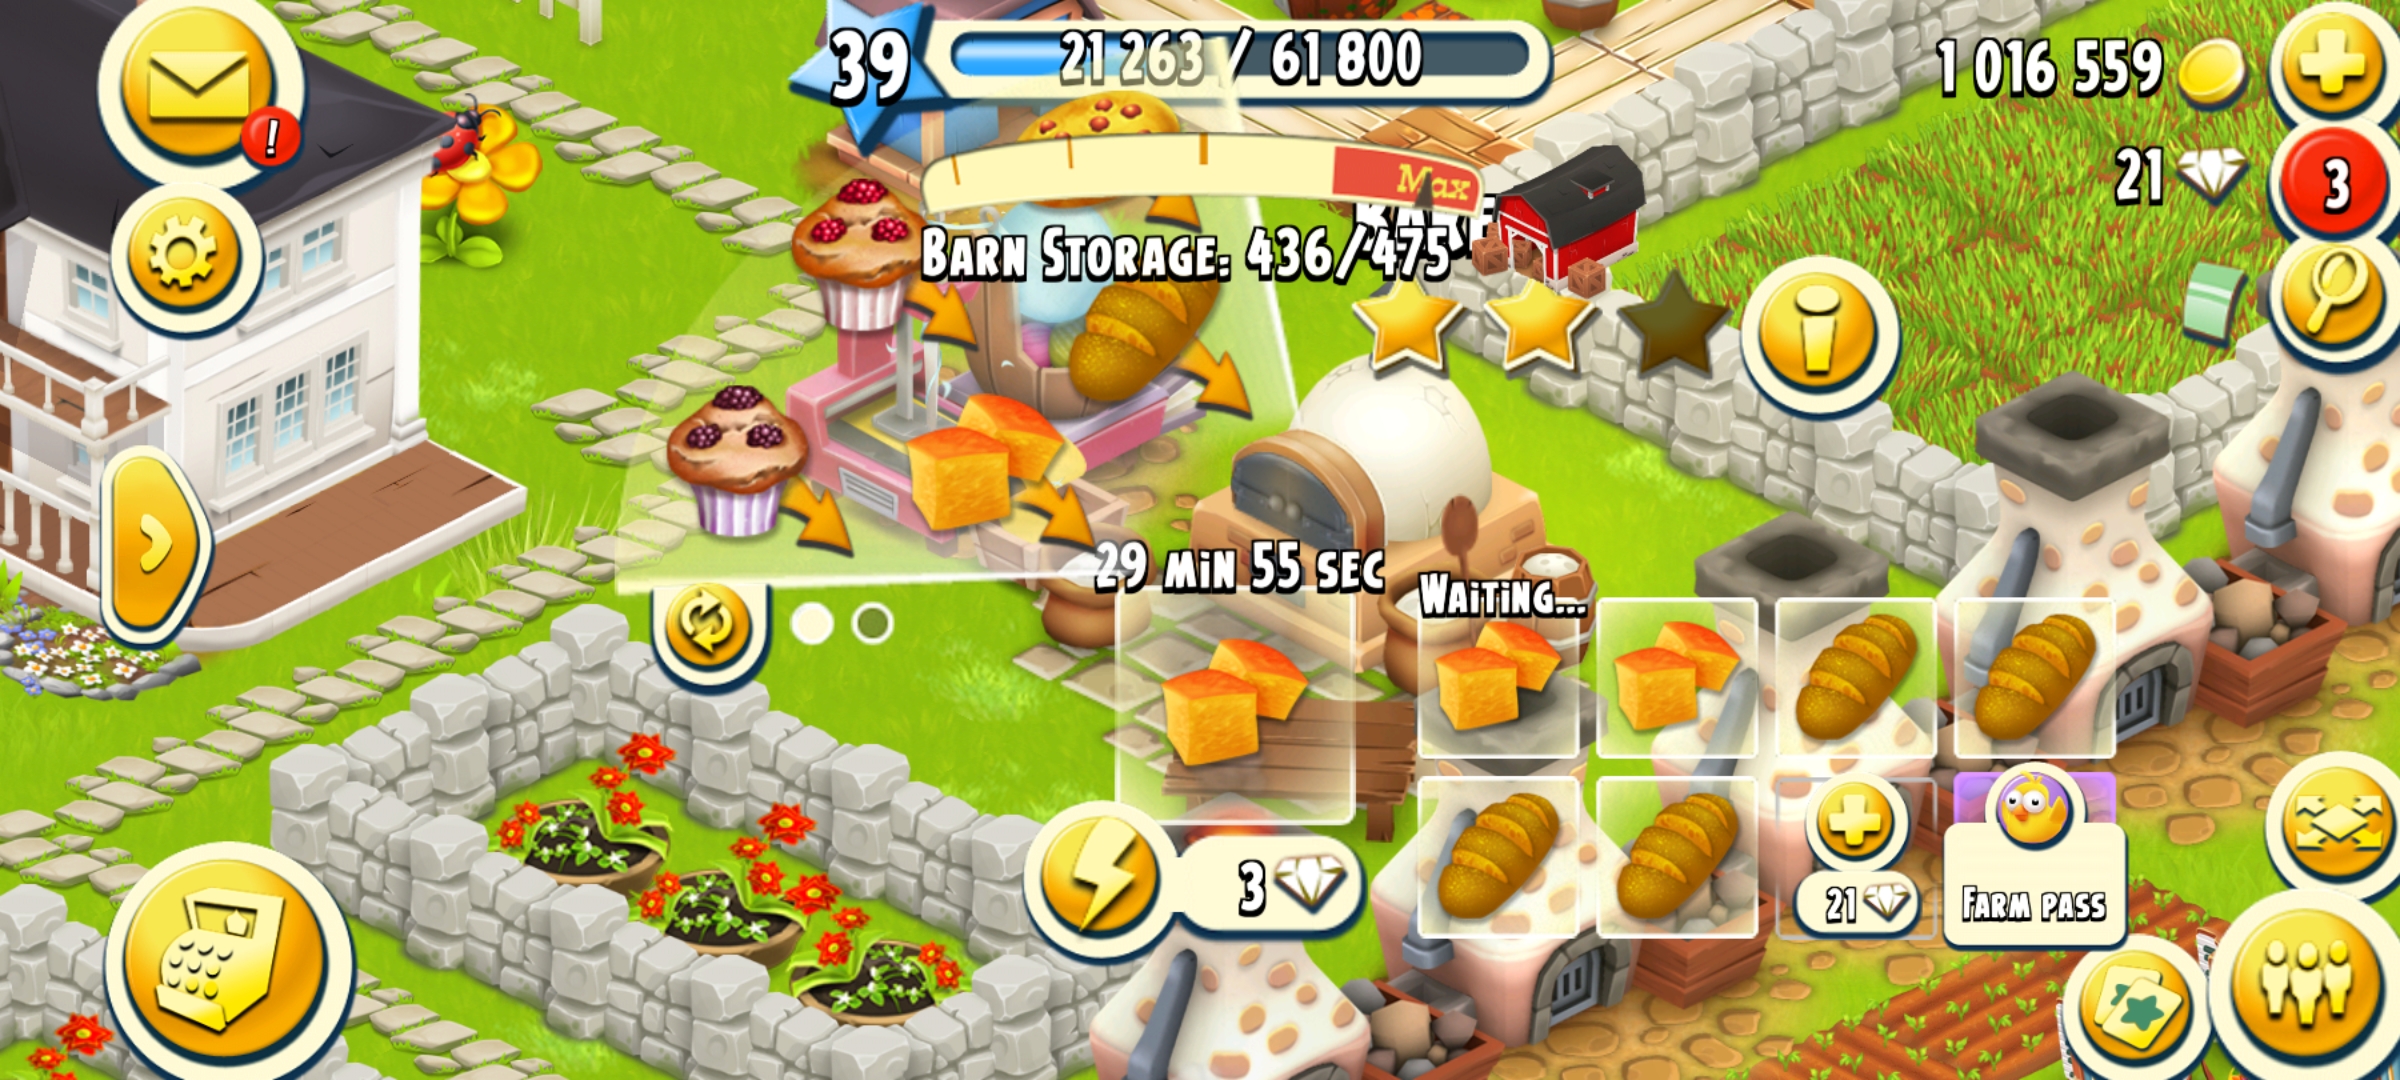 39
21 263 / 61 800
1 016 559
!
Max
21
3
BARN STORAGE: 436/475
29 MIN 55 SEC
WAITING...
3
21
FARM PASS